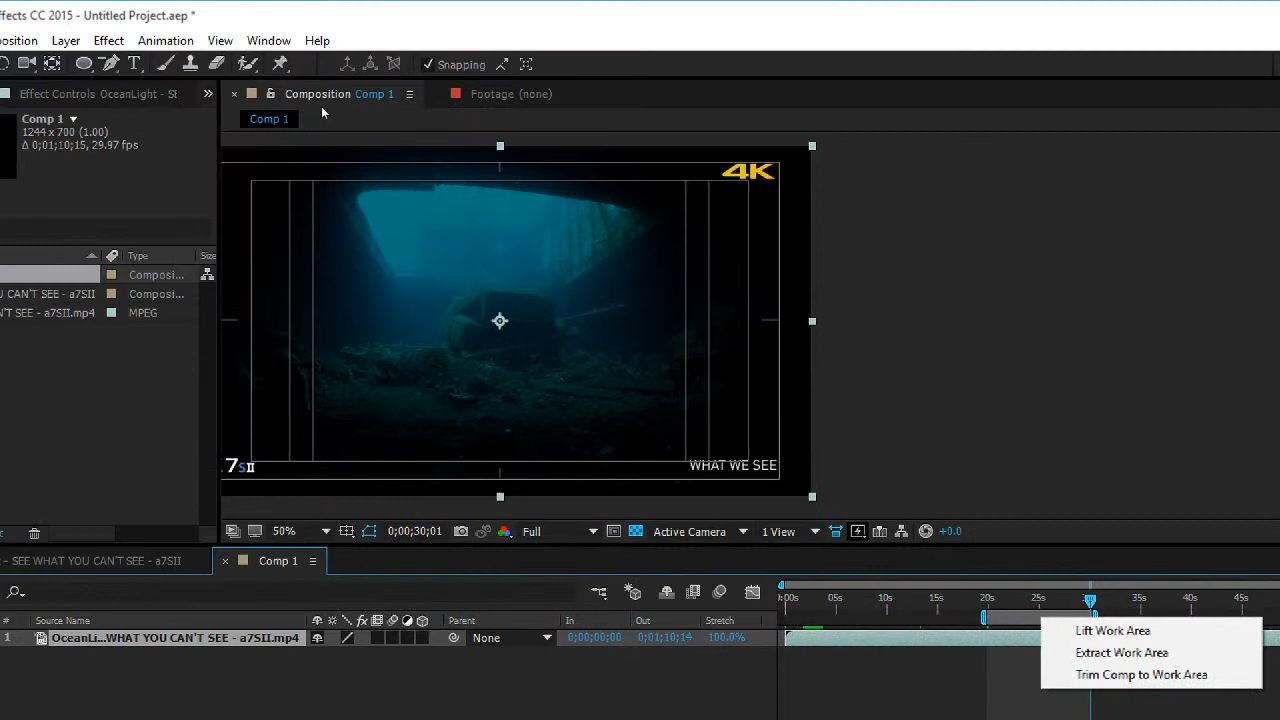 ffects CC 2015 - Untitled Project.aep *
position Layer Effect Animation View Window Help
Snapping
Effect Controls OceanLight - SI
Composition Comp 1
Footage (none)
Comp 1
Comp 1
1244 x 700 (1.00)
Δ 0;01;10;15, 29.97 fps
4K
Type Size
Composi...
YOU CAN'T SEE - a7SII Composi...
N'T SEE - a7SII.mp4 MPEG
7SII
WHAT WE SEE
50% 0;00;30;01 Full Active Camera 1 View +0.0
- SEE WHAT YOU CAN'T SEE - a7SII
Comp 1
:00s 05s 10s 15s 20s 25s 35s 40s 45s
# Source Name Parent In Out Stretch
1 OceanLi...WHAT YOU CAN'T SEE - a7SII.mp4 None 0;00;00;00 0;01;10;14 100.0%
Lift Work Area
Extract Work Area
Trim Comp to Work Area